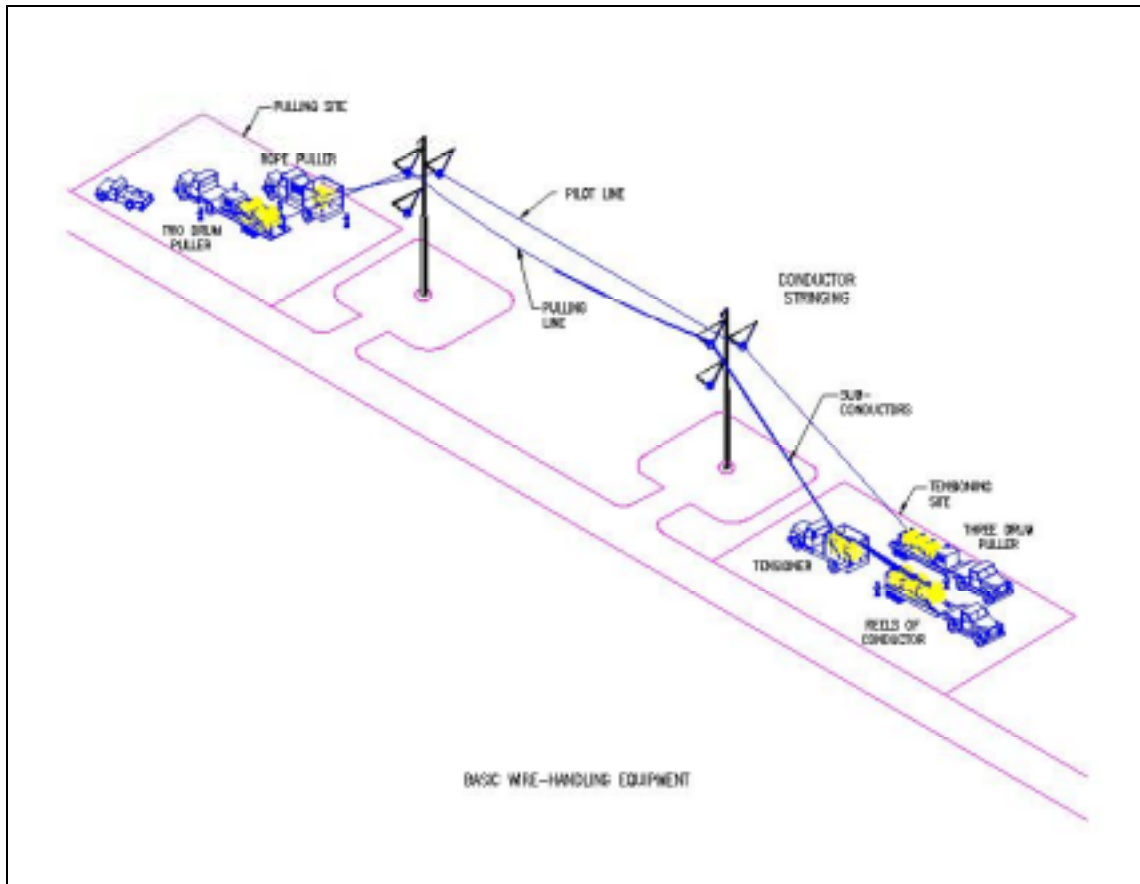 PULLING SITE
ROPE PULLER
TWO DRUM
PULLER
PILOT LINE
PULLING
LINE
CONDUCTOR
STRINGING
SUB-
CONDUCTORS
TENSIONING
SITE
THREE DRUM
PULLER
TENSIONER
REELS OF
CONDUCTOR
BASIC WIRE-HANDLING EQUIPMENT